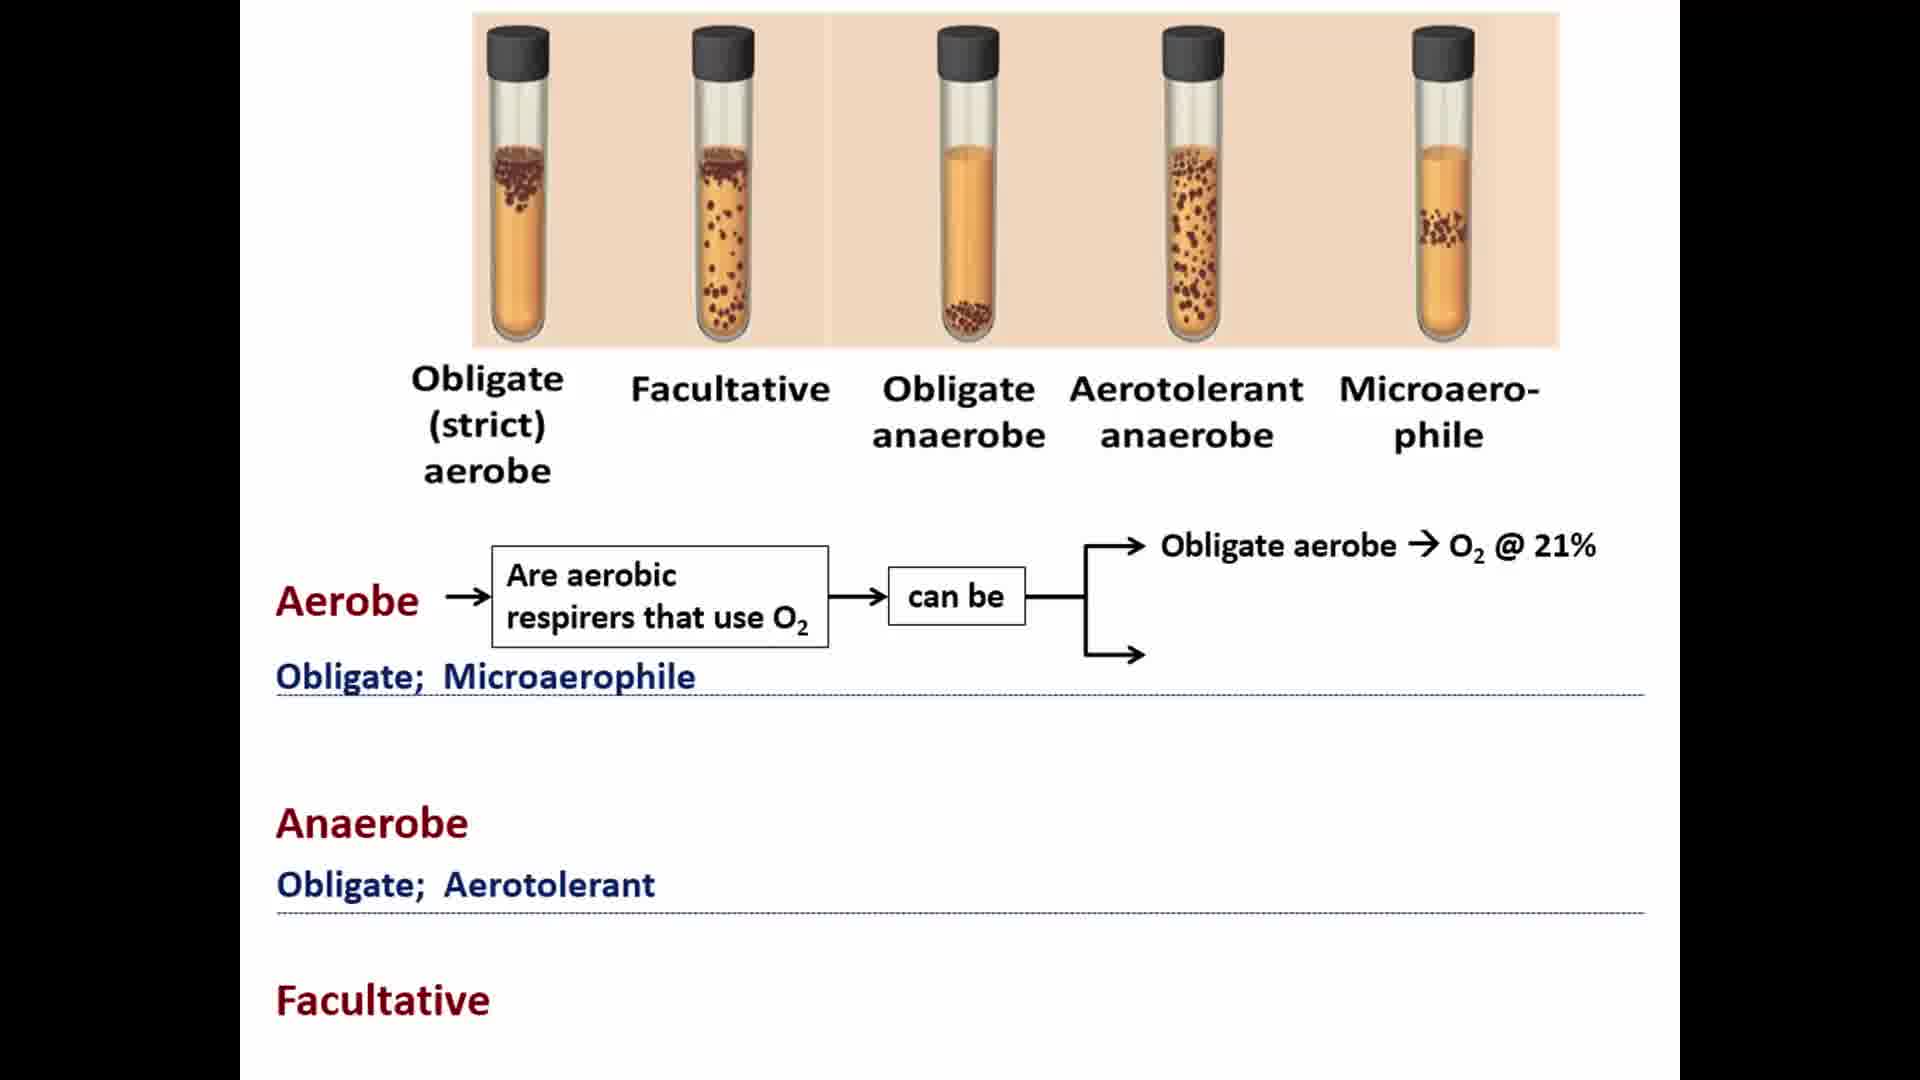 Obligate
(strict)
aerobe
Facultative
Obligate
anaerobe
Aerotolerant
anaerobe
Microaero-
phile
Aerobe
Are aerobic
respirers that use O₂
can be
Obligate aerobe → O₂ @ 21%
Obligate; Microaerophile
Anaerobe
Obligate; Aerotolerant
Facultative